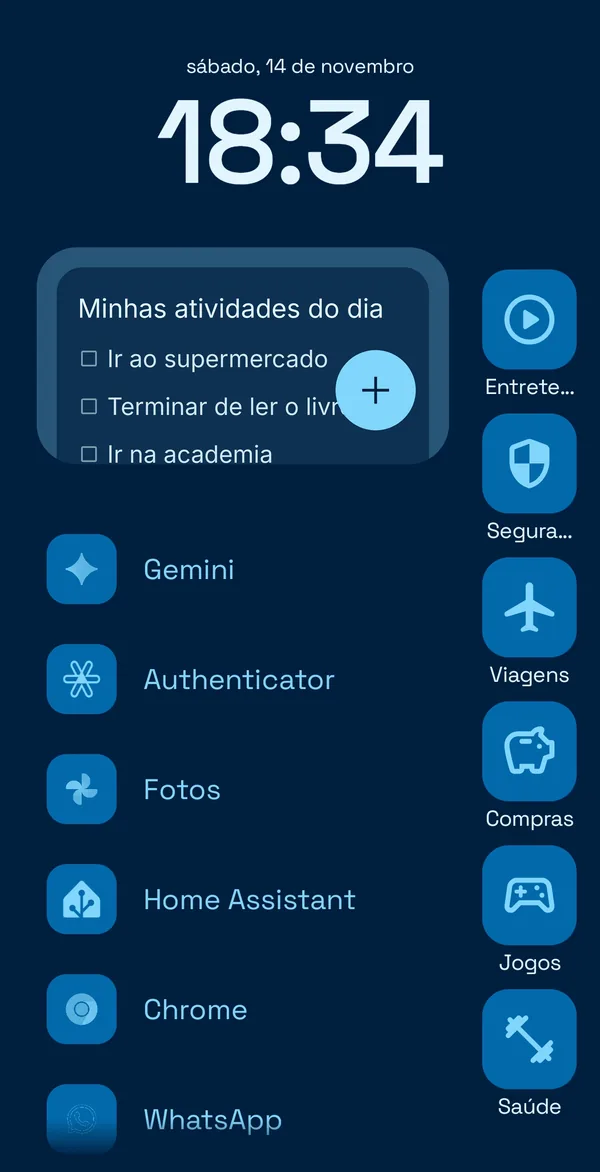 sábado, 14 de novembro
18:34
Minhas atividades do dia
Ir ao supermercado
Terminar de ler o livr
Ir na academia
Gemini
Authenticator
Fotos
Home Assistant
Chrome
WhatsApp
Entrete...
Segura...
Viagens
Compras
Jogos
Saúde